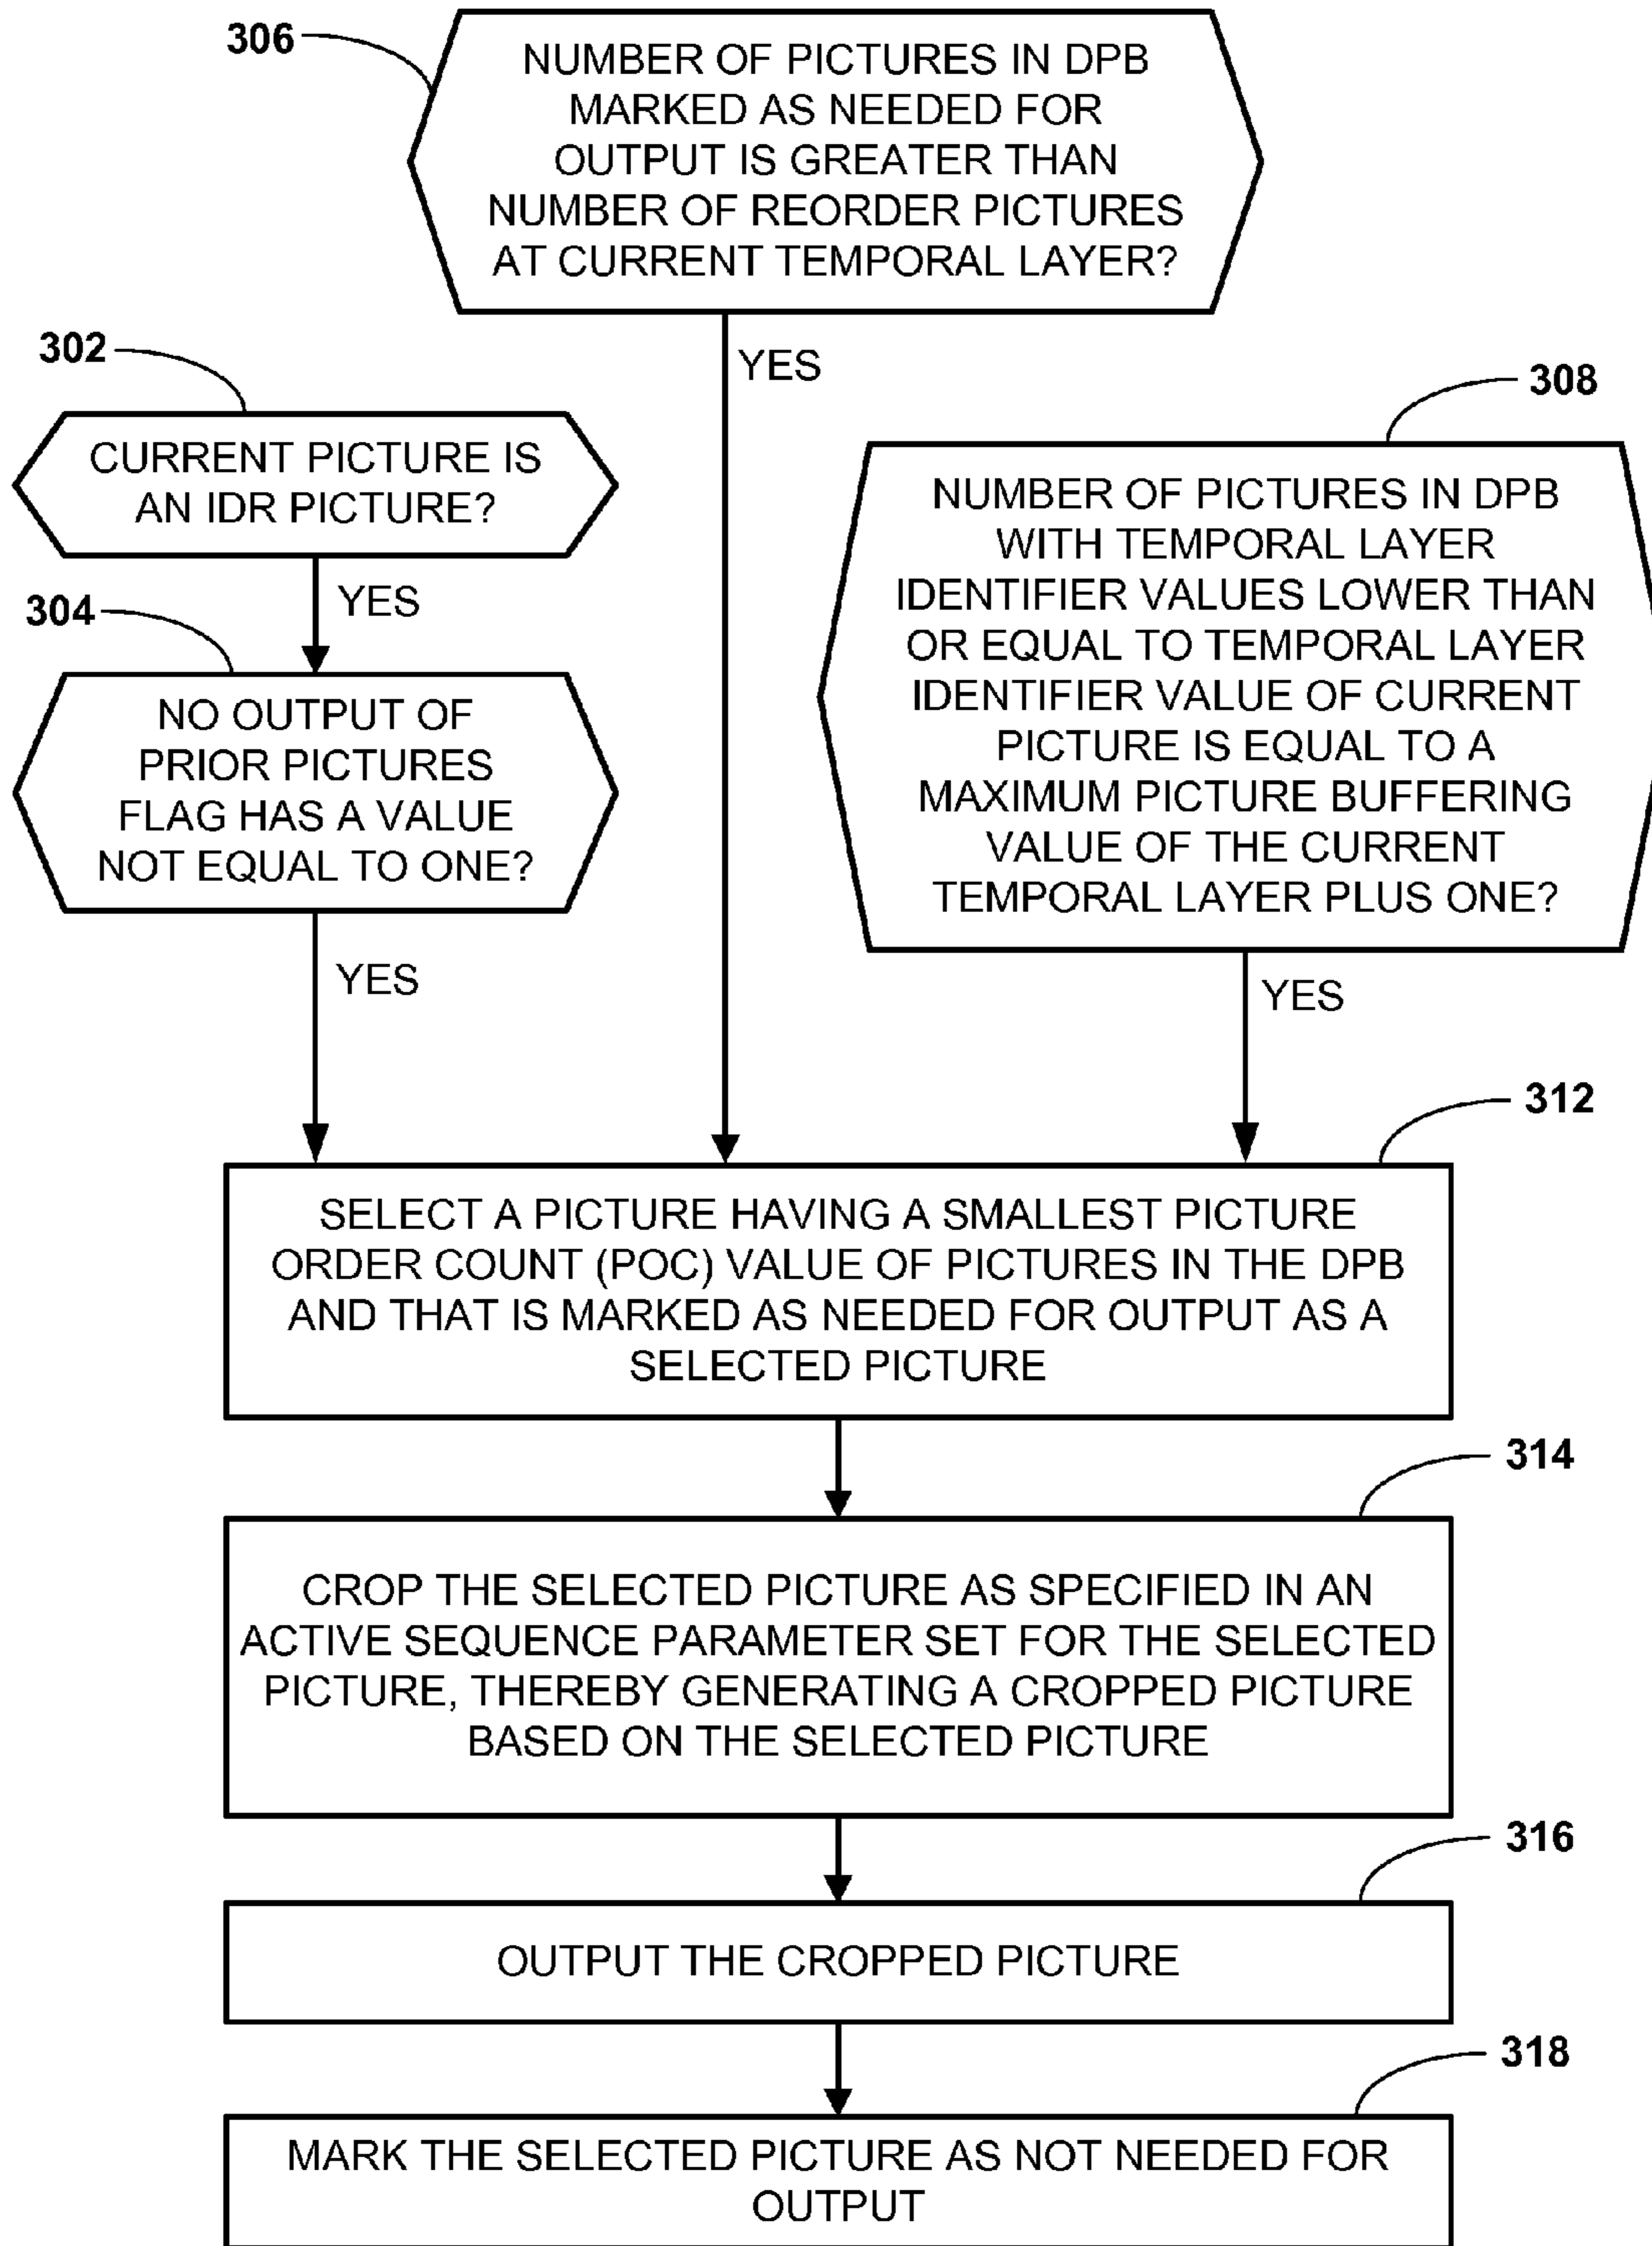 306
NUMBER OF PICTURES IN DPB
MARKED AS NEEDED FOR
OUTPUT IS GREATER THAN
NUMBER OF REORDER PICTURES
AT CURRENT TEMPORAL LAYER?
YES
302
CURRENT PICTURE IS
AN IDR PICTURE?
YES
304
NO OUTPUT OF
PRIOR PICTURES
FLAG HAS A VALUE
NOT EQUAL TO ONE?
YES
308
NUMBER OF PICTURES IN DPB
WITH TEMPORAL LAYER
IDENTIFIER VALUES LOWER THAN
OR EQUAL TO TEMPORAL LAYER
IDENTIFIER VALUE OF CURRENT
PICTURE IS EQUAL TO A
MAXIMUM PICTURE BUFFERING
VALUE OF THE CURRENT
TEMPORAL LAYER PLUS ONE?
YES
312
SELECT A PICTURE HAVING A SMALLEST PICTURE
ORDER COUNT (POC) VALUE OF PICTURES IN THE DPB
AND THAT IS MARKED AS NEEDED FOR OUTPUT AS A
SELECTED PICTURE
314
CROP THE SELECTED PICTURE AS SPECIFIED IN AN
ACTIVE SEQUENCE PARAMETER SET FOR THE SELECTED
PICTURE, THEREBY GENERATING A CROPPED PICTURE
BASED ON THE SELECTED PICTURE
316
OUTPUT THE CROPPED PICTURE
318
MARK THE SELECTED PICTURE AS NOT NEEDED FOR
OUTPUT